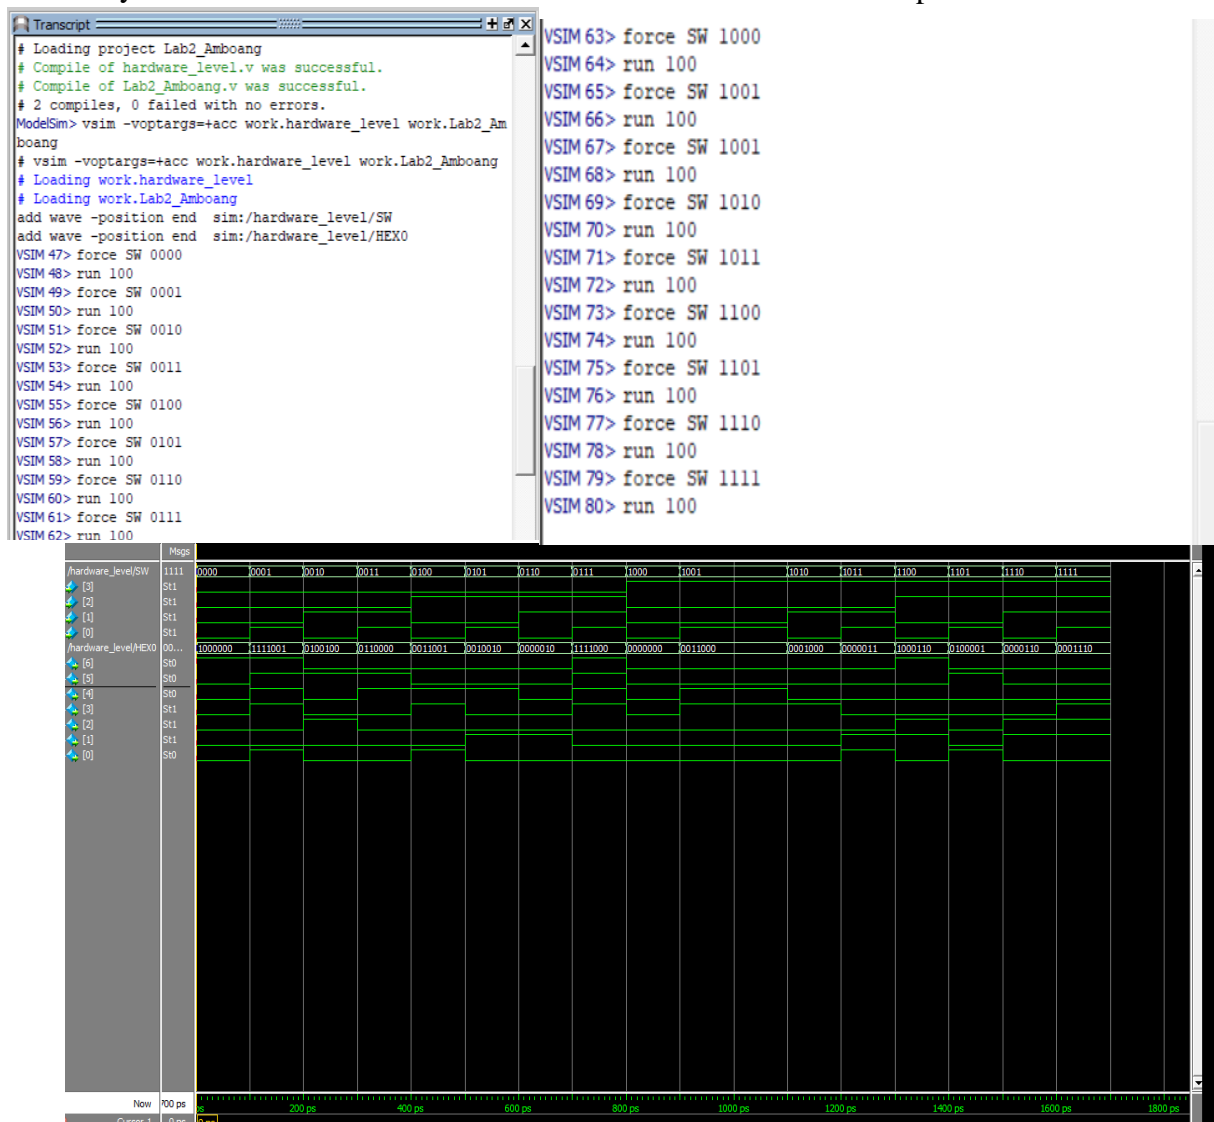 Transcript
# Loading project Lab2_Amboang
# Compile of hardware_level.v was successful.
# Compile of Lab2_Amboang.v was successful.
# 2 compiles, 0 failed with no errors.
ModelSim> vsim -voptargs=+acc work.hardware_level work.Lab2_Am
boang
# vsim -voptargs=+acc work.hardware_level work.Lab2_Amboang
# Loading work.hardware_level
# Loading work.Lab2_Amboang
add wave -position end  sim:/hardware_level/SW
add wave -position end  sim:/hardware_level/HEX0
VSIM 47> force SW 0000
VSIM 48> run 100
VSIM 49> force SW 0001
VSIM 50> run 100
VSIM 51> force SW 0010
VSIM 52> run 100
VSIM 53> force SW 0011
VSIM 54> run 100
VSIM 55> force SW 0100
VSIM 56> run 100
VSIM 57> force SW 0101
VSIM 58> run 100
VSIM 59> force SW 0110
VSIM 60> run 100
VSIM 61> force SW 0111
VSIM 62> run 100
VSIM 63> force SW 1000
VSIM 64> run 100
VSIM 65> force SW 1001
VSIM 66> run 100
VSIM 67> force SW 1001
VSIM 68> run 100
VSIM 69> force SW 1010
VSIM 70> run 100
VSIM 71> force SW 1011
VSIM 72> run 100
VSIM 73> force SW 1100
VSIM 74> run 100
VSIM 75> force SW 1101
VSIM 76> run 100
VSIM 77> force SW 1110
VSIM 78> run 100
VSIM 79> force SW 1111
VSIM 80> run 100
Msgs
/hardware_level/SW 1111 0000 0001 0010 0011 0100 0101 0110 0111 1000 1001 1010 1011 1100 1101 1110 1111
[3] St1
[2] St1
[1] St1
[0] St1
/hardware_level/HEX0 00... 1000000 1111001 0100100 0110000 0011001 0010010 0000010 1111000 0000000 0011000 0001000 0000011 1000110 0100001 0000110 0001110
[6] St0
[5] St0
[4] St0
[3] St1
[2] St1
[1] St1
[0] St0
Now 700 ps ps 200 ps 400 ps 600 ps 800 ps 1000 ps 1200 ps 1400 ps 1600 ps 1800 ps
Cursor 1 0 ps 0 ps